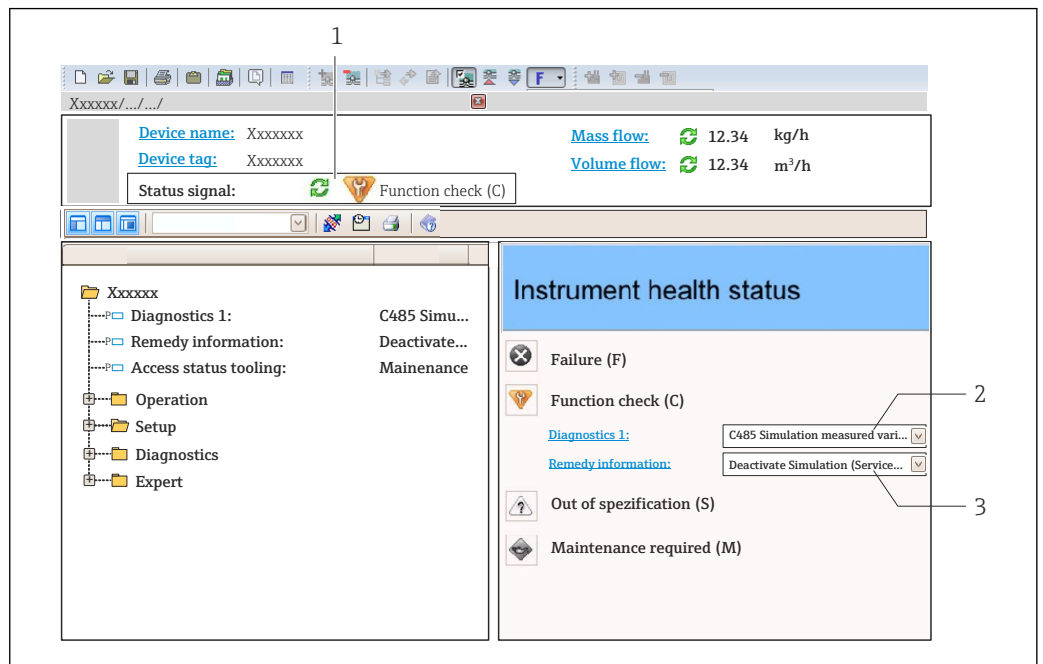 1
F
Xxxxxx/.../.../
Device name: Xxxxxxx
Mass flow: 12.34 kg/h
Device tag: Xxxxxxx
Volume flow: 12.34 m³/h
Status signal: Function check (C)
Xxxxxx
Diagnostics 1: C485 Simu...
Remedy information: Deactivate...
Access status tooling: Mainenance
Operation
Setup
Diagnostics
Expert
Instrument health status
Failure (F)
Function check (C)
2
Diagnostics 1: C485 Simulation measured vari...
Remedy information: Deactivate Simulation (Service...
Out of spezification (S)
3
Maintenance required (M)